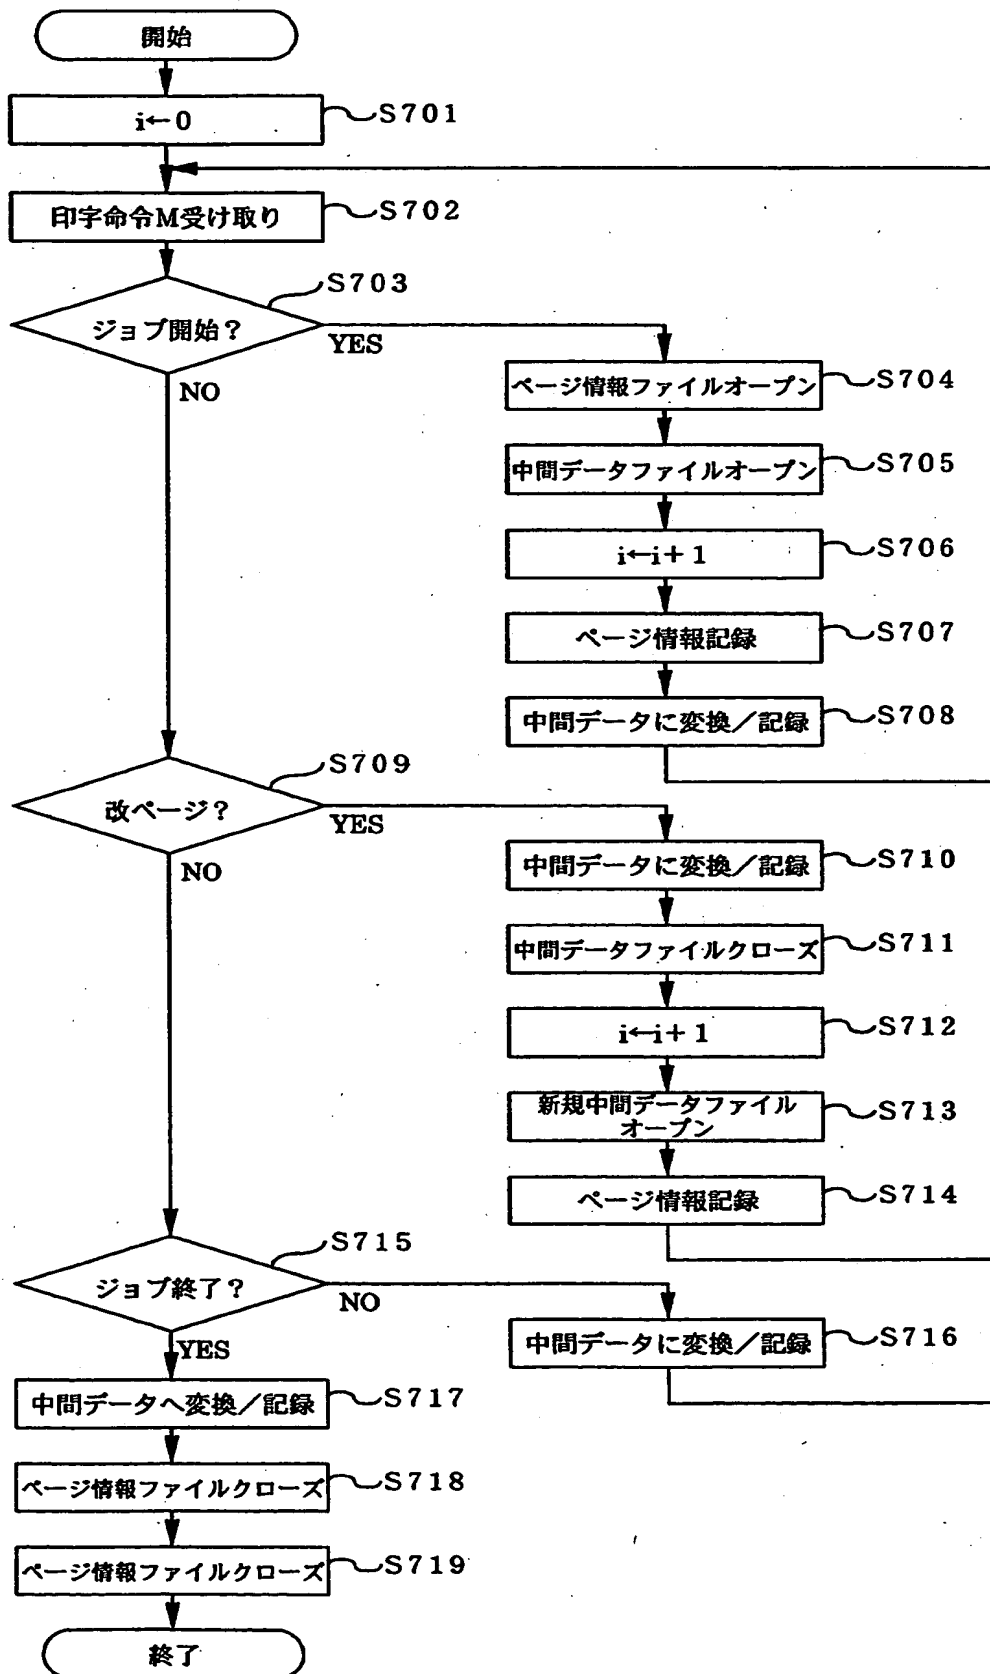 開始
i←0
S701
印字命令M受け取り
S702
S703
ジョブ開始？
YES
NO
ページ情報ファイルオープン
S704
中間データファイルオープン
S705
i←i+1
S706
ページ情報記録
S707
中間データに変換／記録
S708
S709
改ページ？
YES
NO
中間データに変換／記録
S710
中間データファイルクローズ
S711
i←i+1
S712
新規中間データファイル
オープン
S713
ページ情報記録
S714
S715
ジョブ終了？
NO
YES
中間データに変換／記録
S716
中間データへ変換／記録
S717
ページ情報ファイルクローズ
S718
ページ情報ファイルクローズ
S719
終了